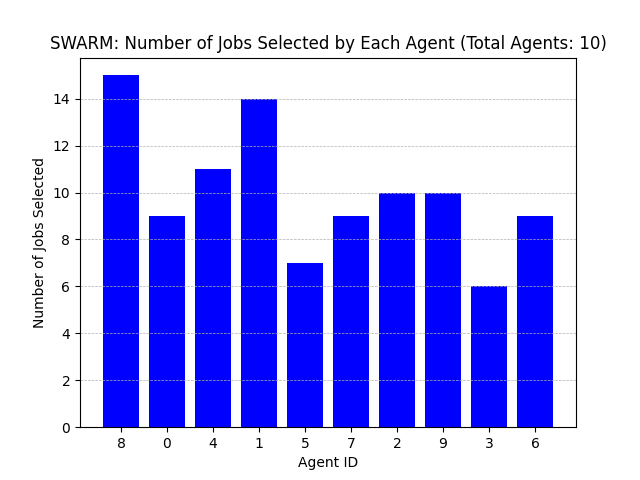 SWARM: Number of Jobs Selected by Each Agent (Total Agents: 10)
Number of Jobs Selected
14
12
10
8
6
4
2
0
8 0 4 1 5 7 2 9 3 6
Agent ID